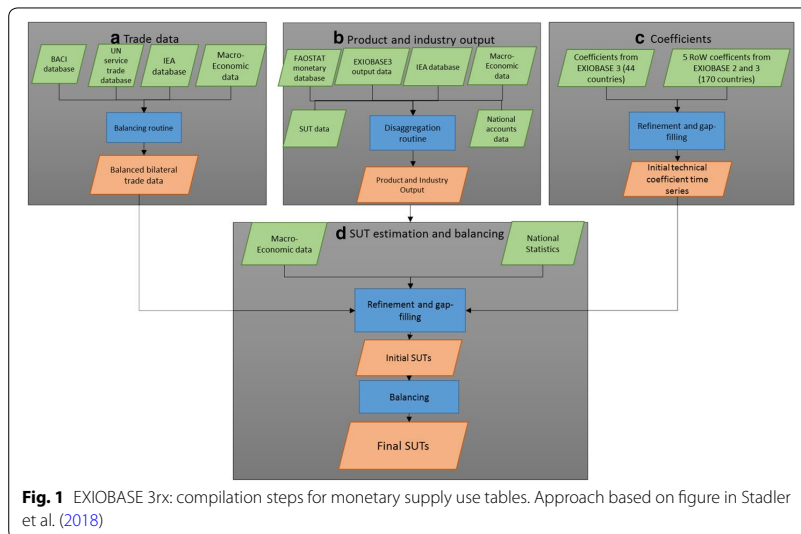 a Trade data
BACI
database
UN
service
trade
database
IEA
database
Macro-
Economic
data
Balancing routine
Balanced bilateral
trade data
b Product and industry output
FAOSTAT
monetary
database
EXIOBASE3
output data
IEA database
Macro-
Economic
data
SUT data
Disaggregation
routine
National
accounts
data
Product and Industry
Output
c Coefficients
Coefficients from
EXIOBASE 3 (44
countries)
5 RoW coefficents from
EXIOBASE 2 and 3
(170 countries)
Refinement and gap-
filling
Initial technical
coefficient time
series
d SUT estimation and balancing
Macro-
Economic data
National
Statistics
Refinement and gap-
filling
Initial SUTs
Balancing
Final SUTs
Fig. 1 EXIOBASE 3rx: compilation steps for monetary supply use tables. Approach based on figure in Stadler
et al. (2018)